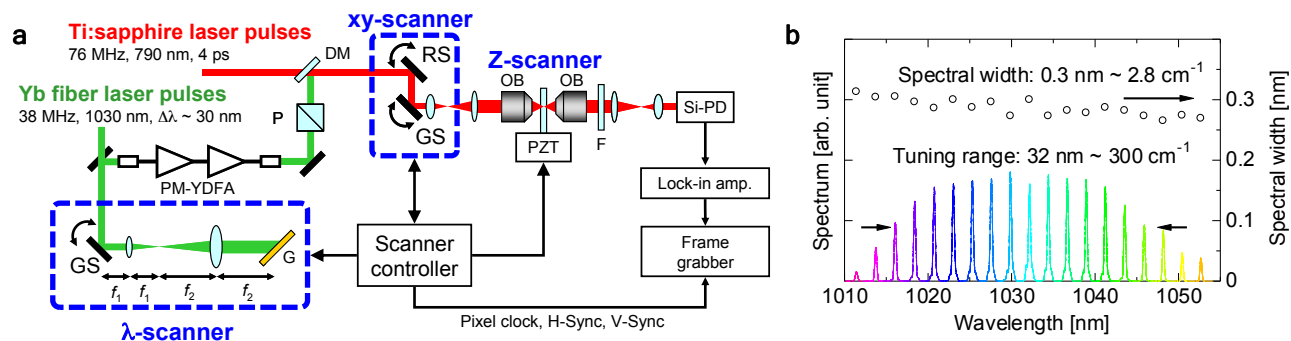 a
Ti:sapphire laser pulses
76 MHz, 790 nm, 4 ps
Yb fiber laser pulses
38 MHz, 1030 nm, Δλ ~ 30 nm
DM
P
PM-YDFA
xy-scanner
RS
GS
Z-scanner
OB
OB
PZT
F
Si-PD
Lock-in amp.
Frame
grabber
Scanner
controller
Pixel clock, H-Sync, V-Sync
GS
G
f1
f1
f2
f2
λ-scanner
b
Spectral width: 0.3 nm ~ 2.8 cm⁻¹
Tuning range: 32 nm ~ 300 cm⁻¹
Spectrum [arb. unit]
0.3
0.2
0.1
0
Spectral width [nm]
1010
1020
1030
1040
1050
Wavelength [nm]